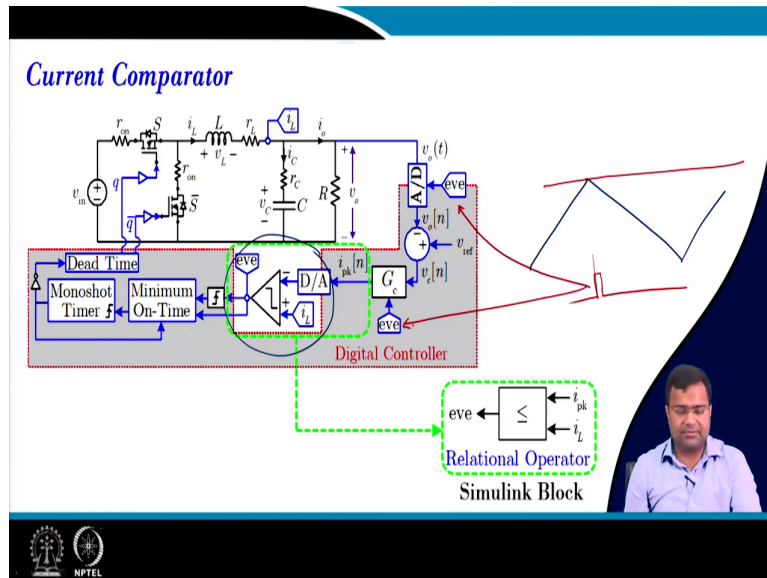 Current Comparator
r_on S i_L L r_L i_L i_o
+ v_L −
v_o(t)
i_C
q r_on r_C R v_o A/D eve
v_in S̄ + v_C − C
v_o[n]
q̄
− + v_ref
Dead Time eve i_pk[n] v_c[n]
Monoshot Timer
Minimum On-Time
− D/A G_c
+ i_L
eve
Digital Controller
eve ≤ i_pk
i_L
Relational Operator
Simulink Block
NPTEL